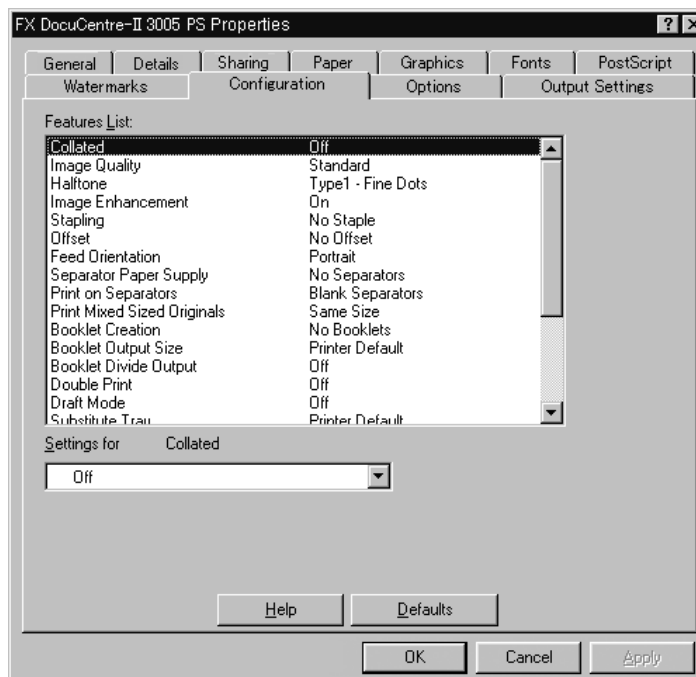 FX DocuCentre-II 3005 PS Properties
General Details Sharing Paper Graphics Fonts PostScript
Watermarks Configuration Options Output Settings
Features List:
Collated Off
Image Quality Standard
Halftone Type1 - Fine Dots
Image Enhancement On
Stapling No Staple
Offset No Offset
Feed Orientation Portrait
Separator Paper Supply No Separators
Print on Separators Blank Separators
Print Mixed Sized Originals Same Size
Booklet Creation No Booklets
Booklet Output Size Printer Default
Booklet Divide Output Off
Double Print Off
Draft Mode Off
Substitute Tray Printer Default
Settings for Collated
Off
Help Defaults
OK Cancel Apply